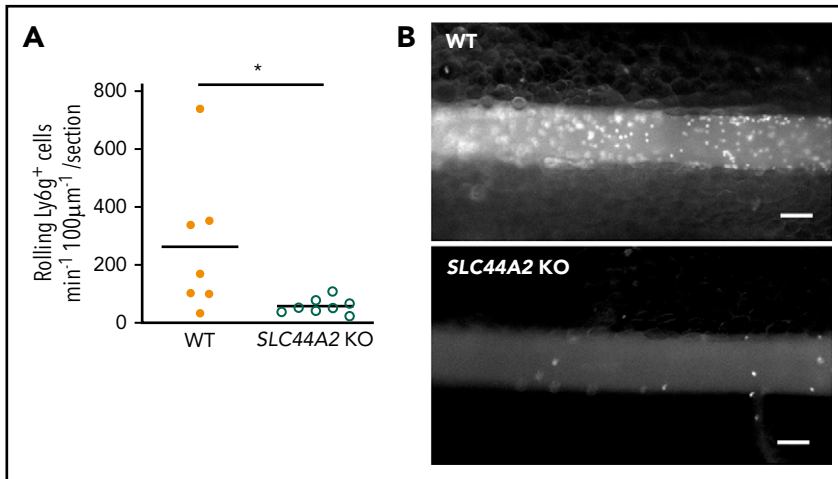 A
*
Rolling Ly6g⁺ cells
min⁻¹ 100µm⁻¹ /section
800
600
400
200
0
WT
SLC44A2 KO
B
WT
SLC44A2 KO